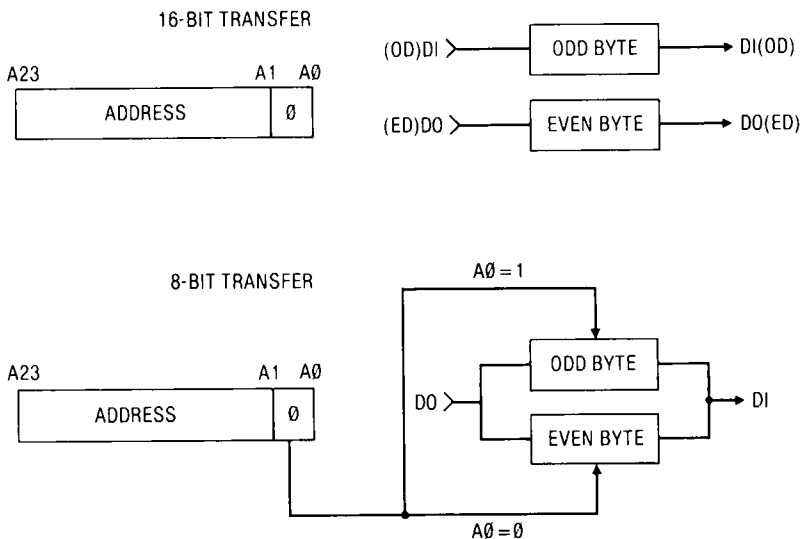 16-BIT TRANSFER
A23 A1 AØ
ADDRESS Ø
(OD)DI ODD BYTE DI(OD)
(ED)DO EVEN BYTE DO(ED)
8-BIT TRANSFER
A23 A1 AØ
ADDRESS Ø
AØ = 1
ODD BYTE
DO DI
EVEN BYTE
AØ = Ø